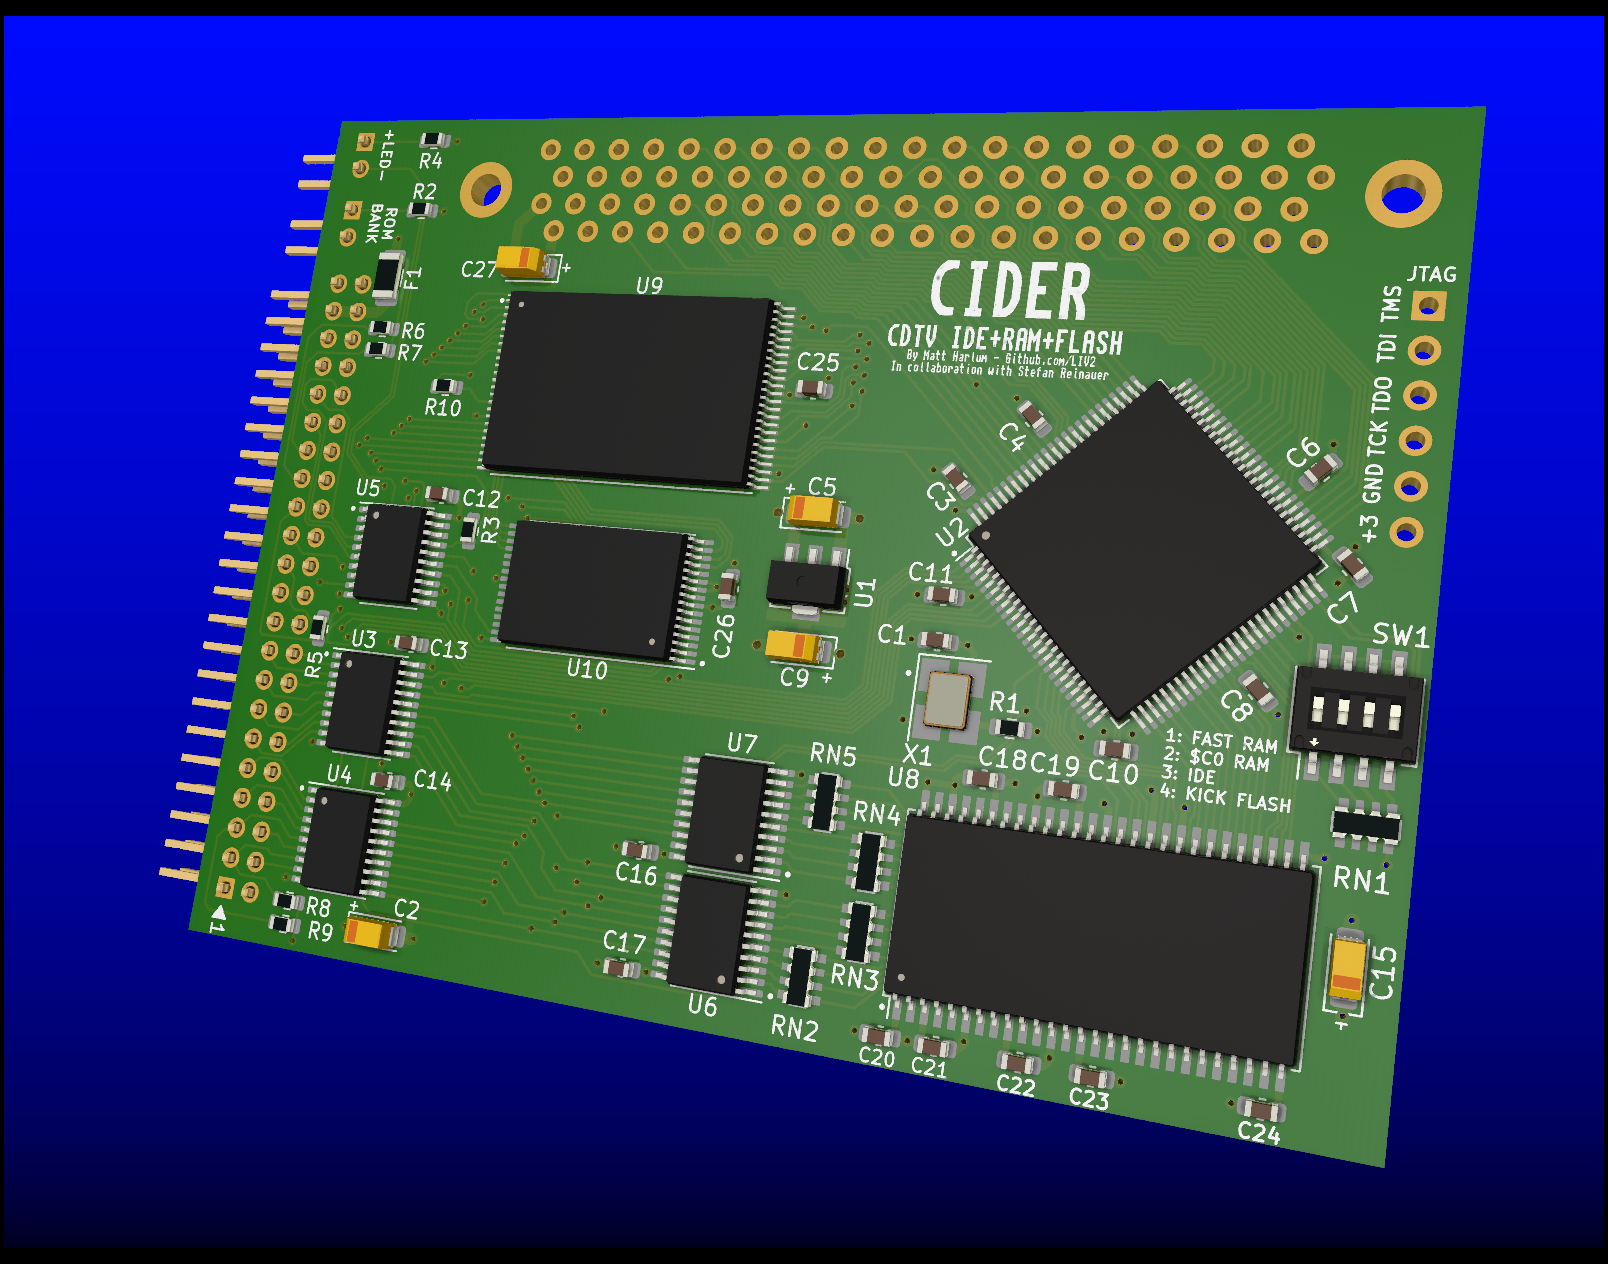 +LED-
R4
R2
ROM
BANK
F1
C27
+
U9
R6
R7
R10
C25
CIDER
CDTV IDE+RAM+FLASH
By Matt Harlum - Github.com/LIV2
In collaboration with Stefan Reinauer
JTAG
TMS
TDI
TDO
TCK
GND
+3
C4
C3
U2
C6
C7
U5
C12
R3
+
C5
U1
C11
C1
C26
C9
+
U10
R5
U3
C13
U4
C14
R8
R9
+
C2
1
U7
RN5
X1
R1
U8
C18
C19
C10
C8
SW1
1: FAST RAM
2: $C0 RAM
3: IDE
4: KICK FLASH
RN4
RN1
C16
C17
U6
RN3
RN2
C15
+
C20
C21
C22
C23
C24